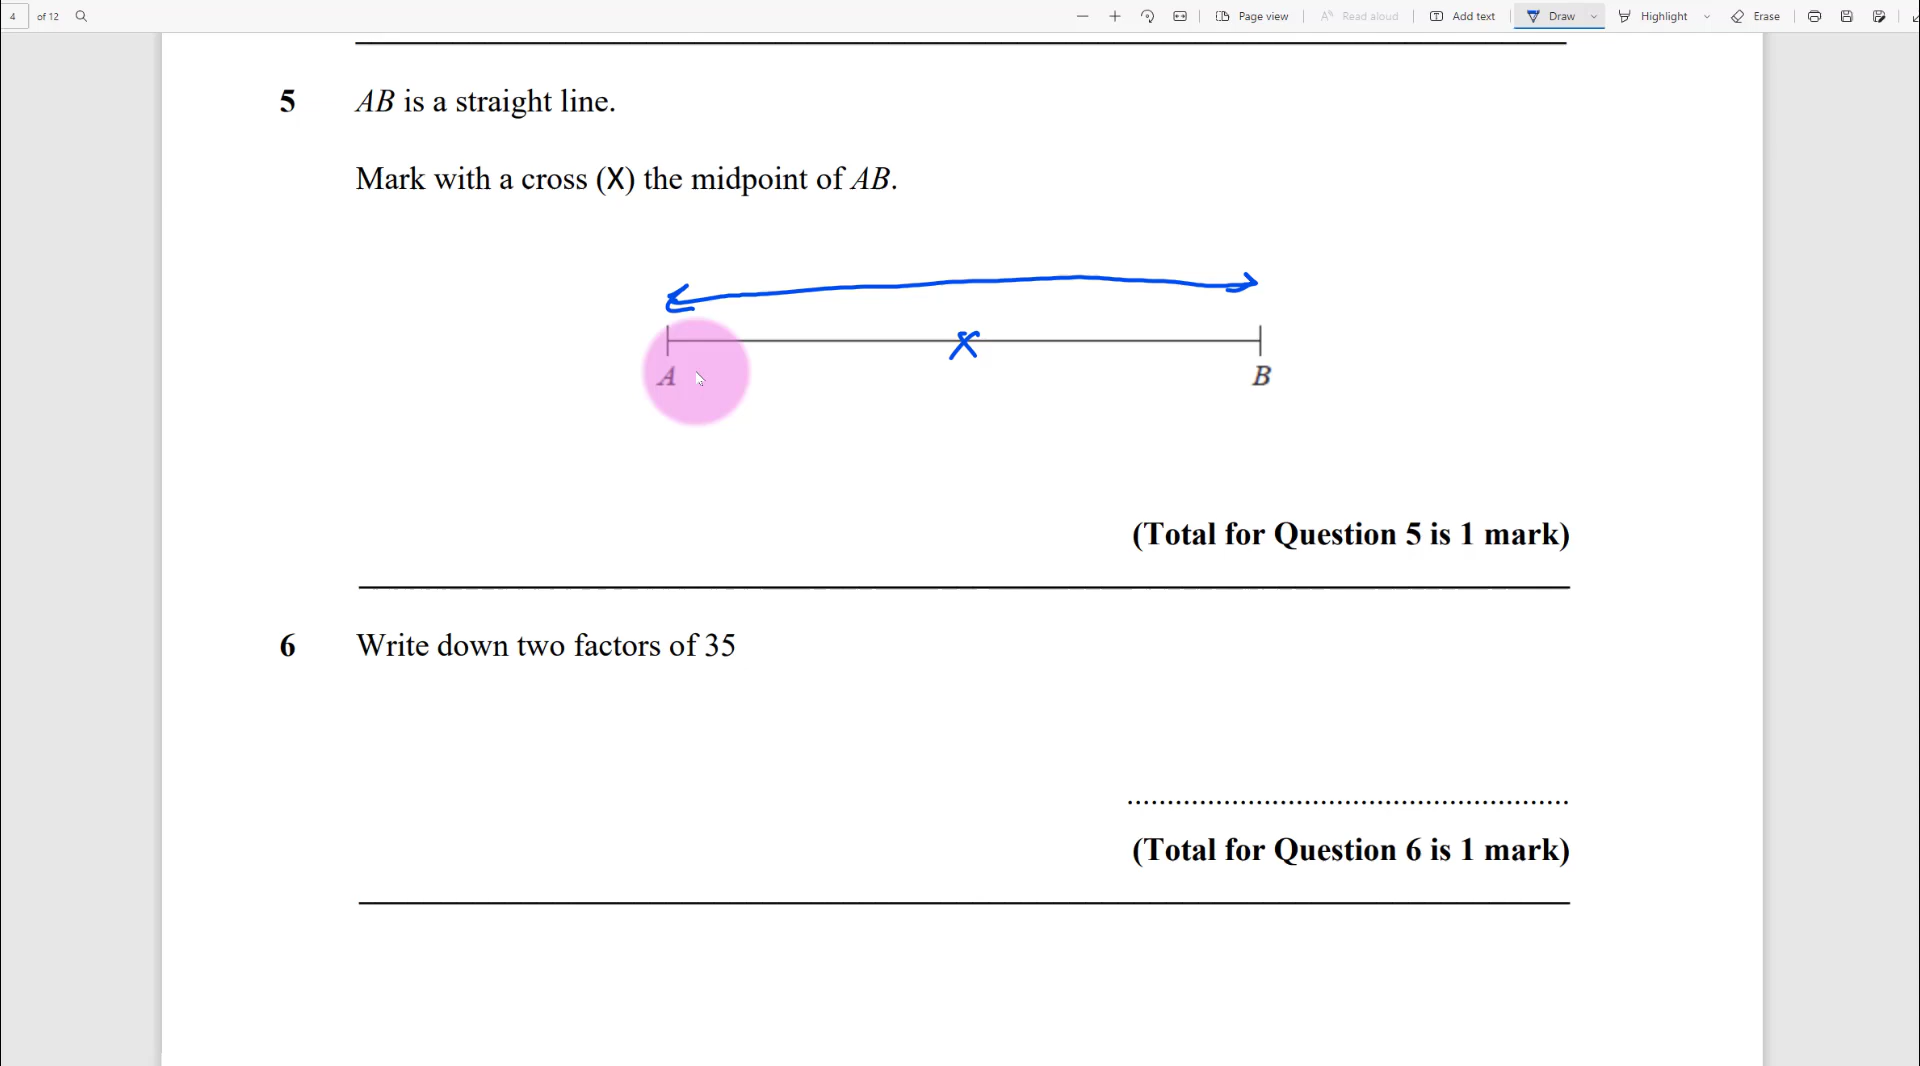 4 of 12 Page view Read aloud Add text Draw Highlight Erase
5 AB is a straight line.
Mark with a cross (X) the midpoint of AB.
X
A B
(Total for Question 5 is 1 mark)
6 Write down two factors of 35
........................................................
(Total for Question 6 is 1 mark)